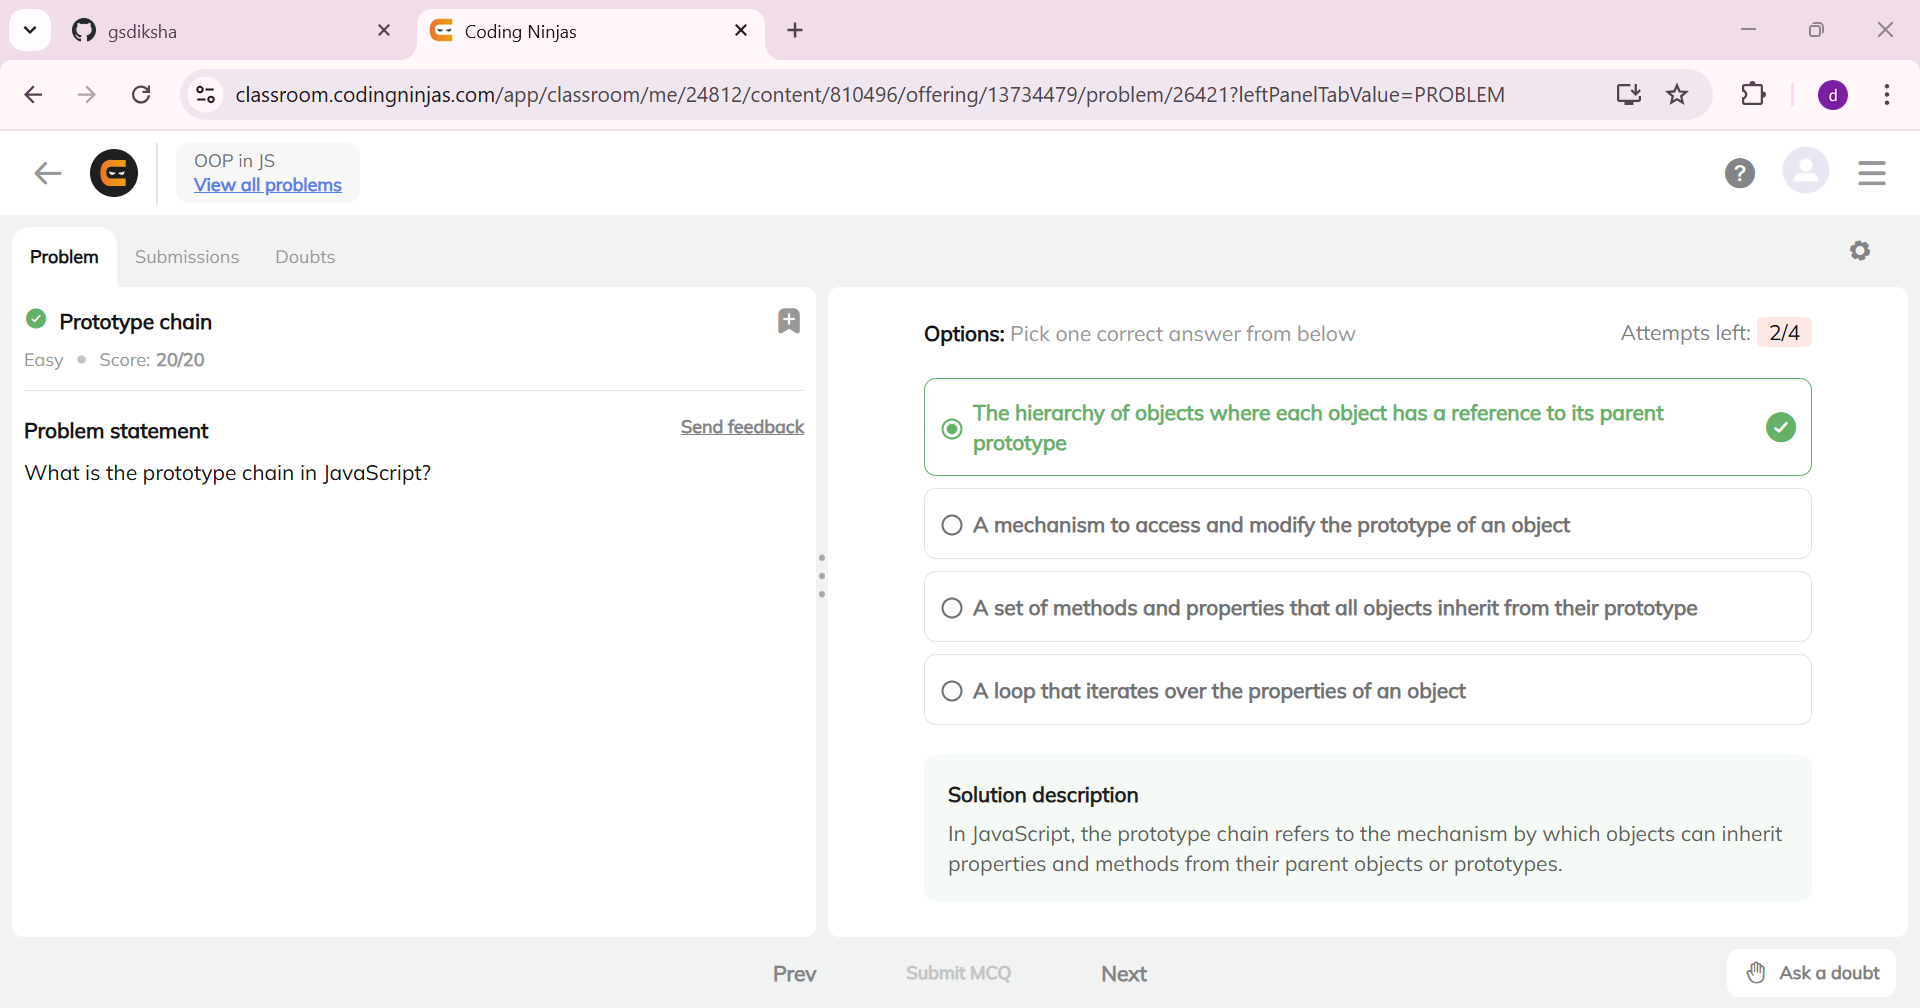 gsdiksha
Coding Ninjas
classroom.codingninjas.com/app/classroom/me/24812/content/810496/offering/13734479/problem/26421?leftPanelTabValue=PROBLEM
d
OOP in JS
View all problems
?
Problem
Submissions
Doubts
Prototype chain
Easy • Score: 20/20
Problem statement
Send feedback
What is the prototype chain in JavaScript?
Options: Pick one correct answer from below
Attempts left: 2/4
The hierarchy of objects where each object has a reference to its parent
prototype
A mechanism to access and modify the prototype of an object
A set of methods and properties that all objects inherit from their prototype
A loop that iterates over the properties of an object
Solution description
In JavaScript, the prototype chain refers to the mechanism by which objects can inherit
properties and methods from their parent objects or prototypes.
Prev
Submit MCQ
Next
Ask a doubt